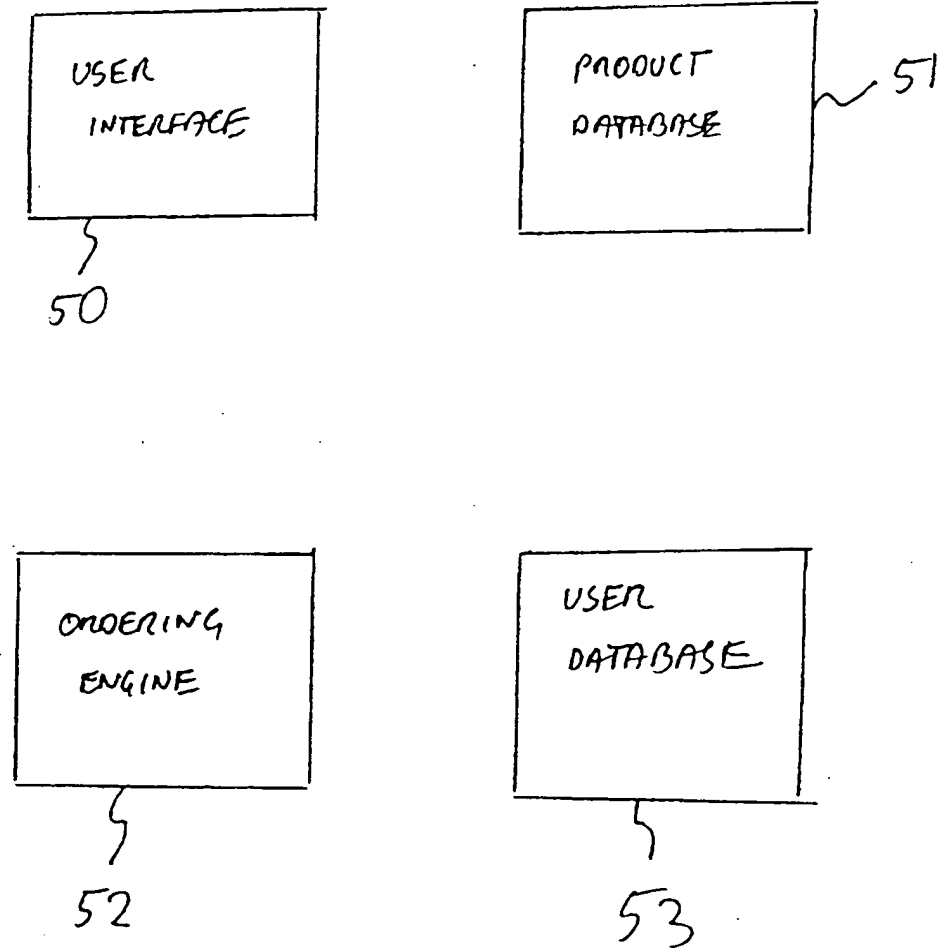 USER
INTERFACE
50
PRODUCT
DATABASE
51
ORDERING
ENGINE
52
USER
DATABASE
53